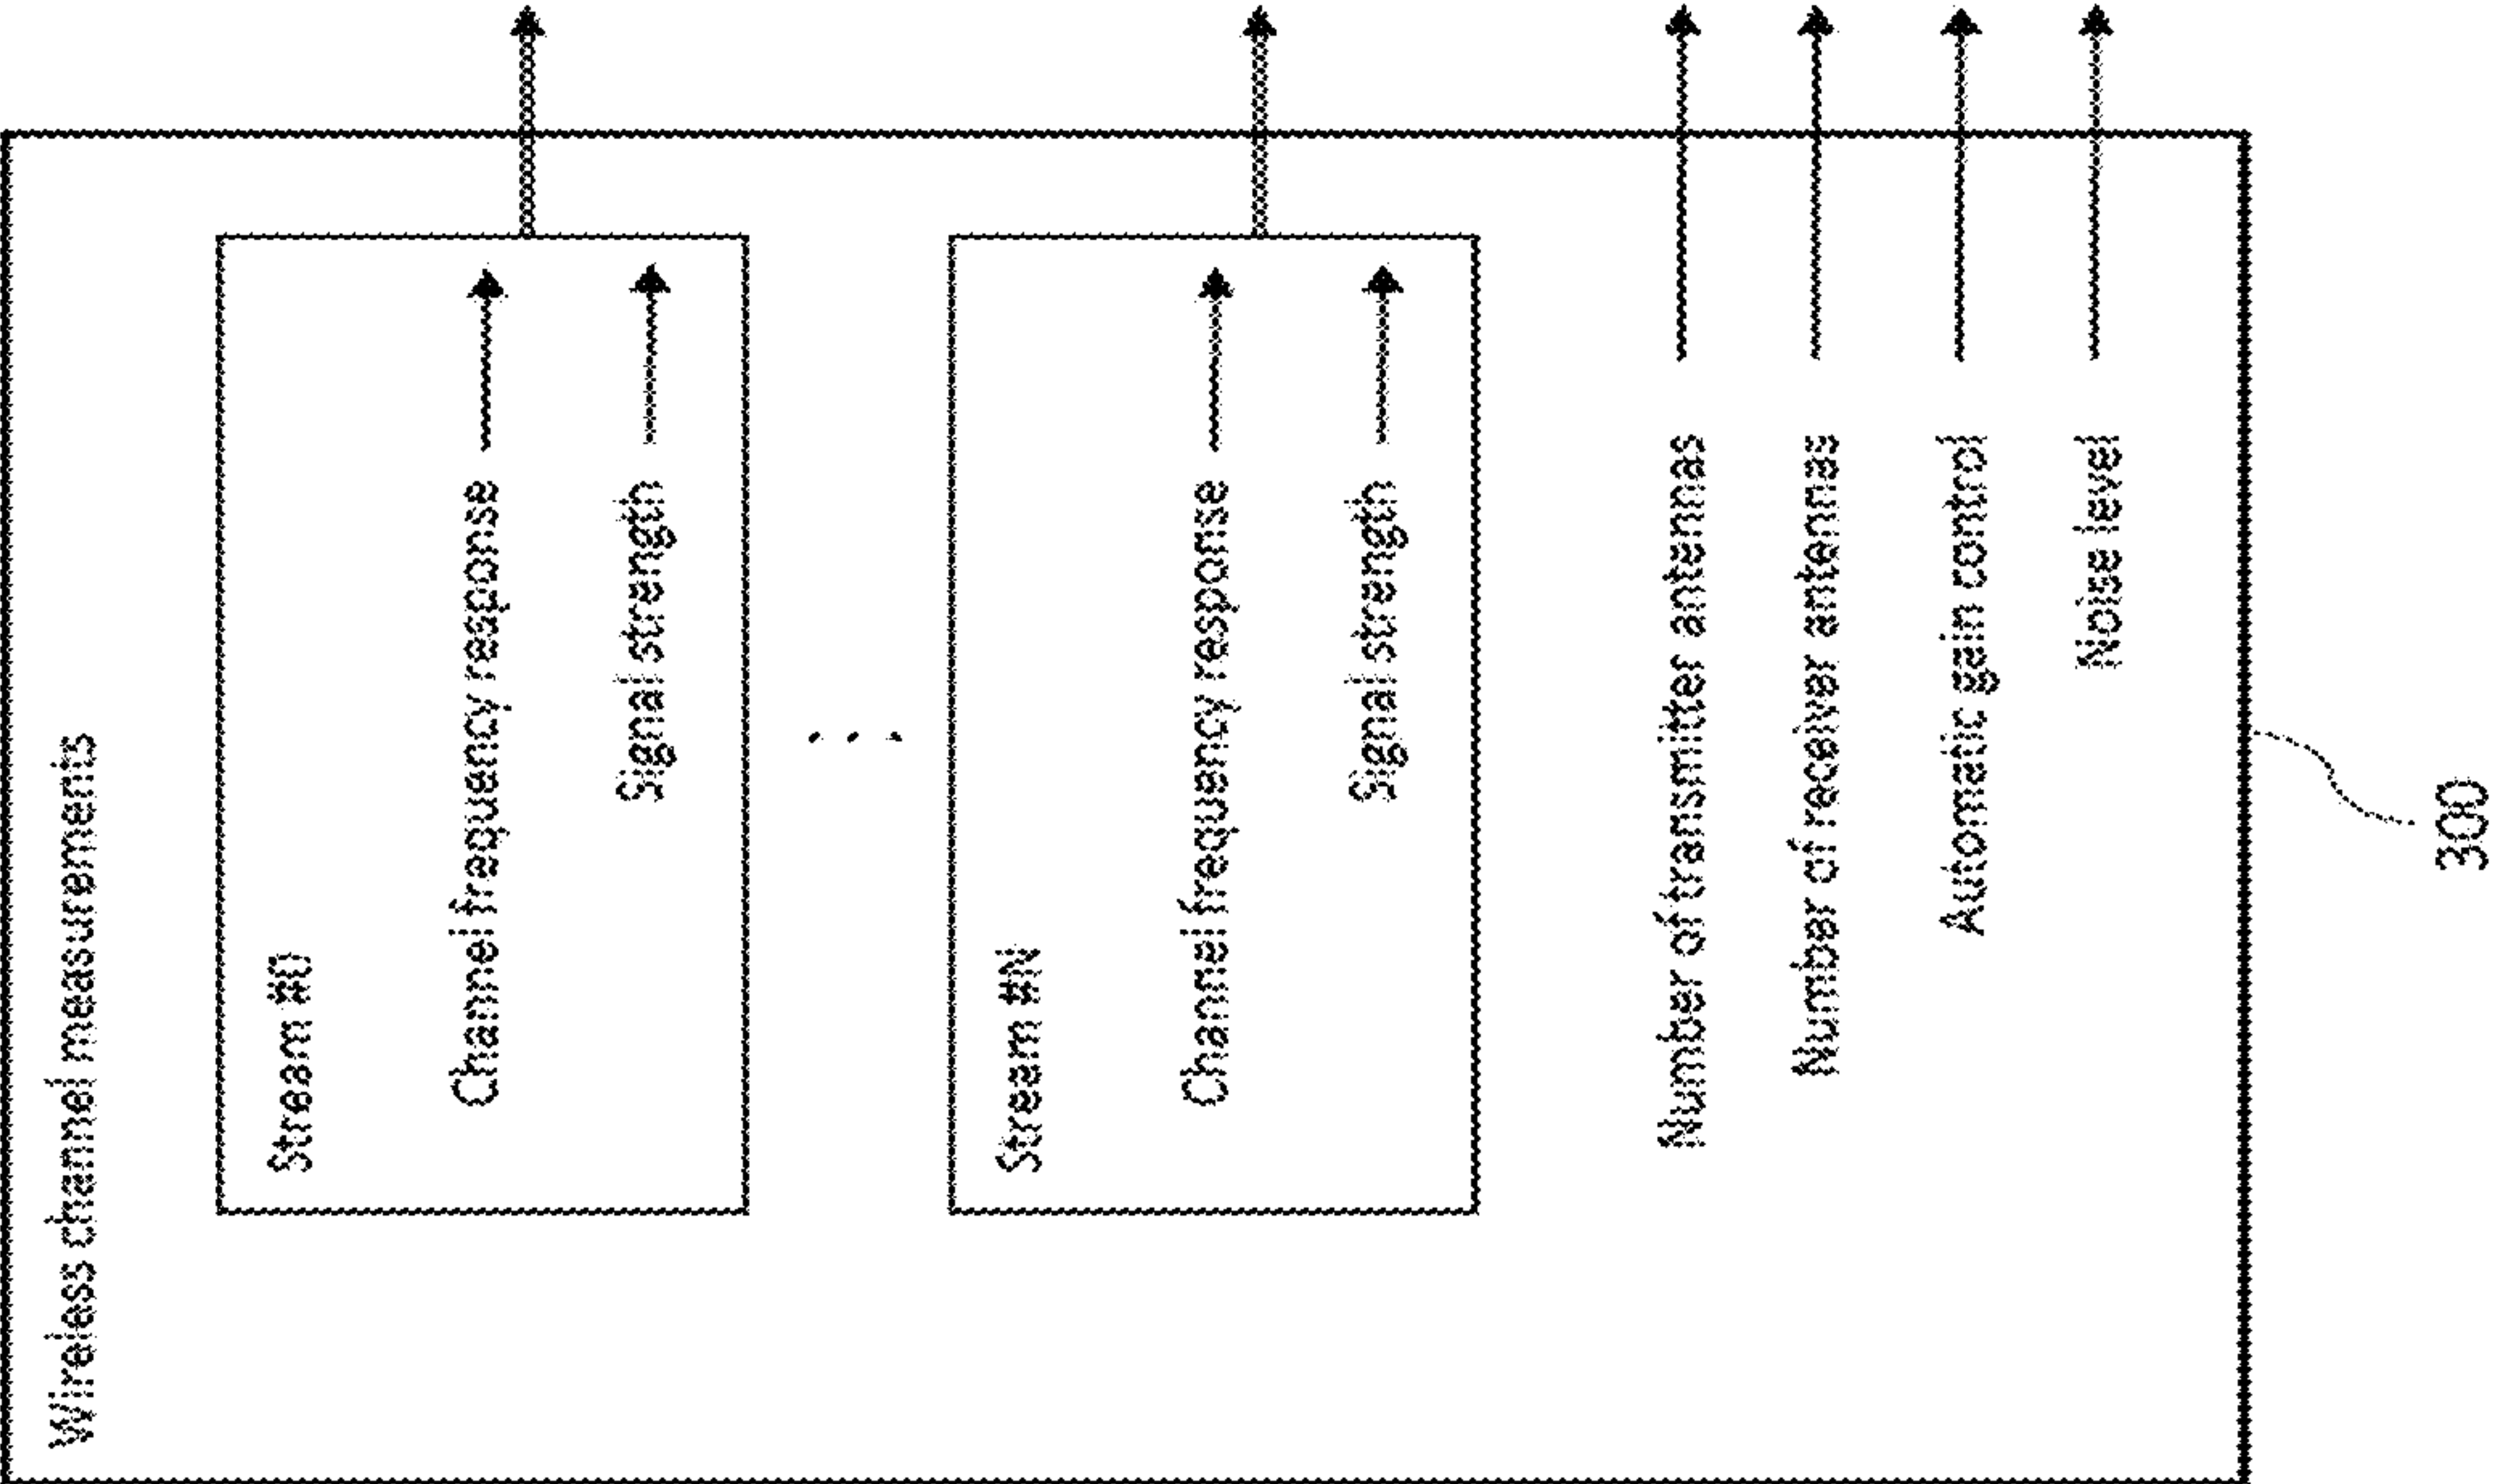 Wireless channel measurements
Stream #0
Channel frequency response
Signal strength
. . .
Stream #N
Channel frequency response
Signal strength
Number of transmitter antennas
Number of receiver antennas
Automatic gain control
Noise level
300